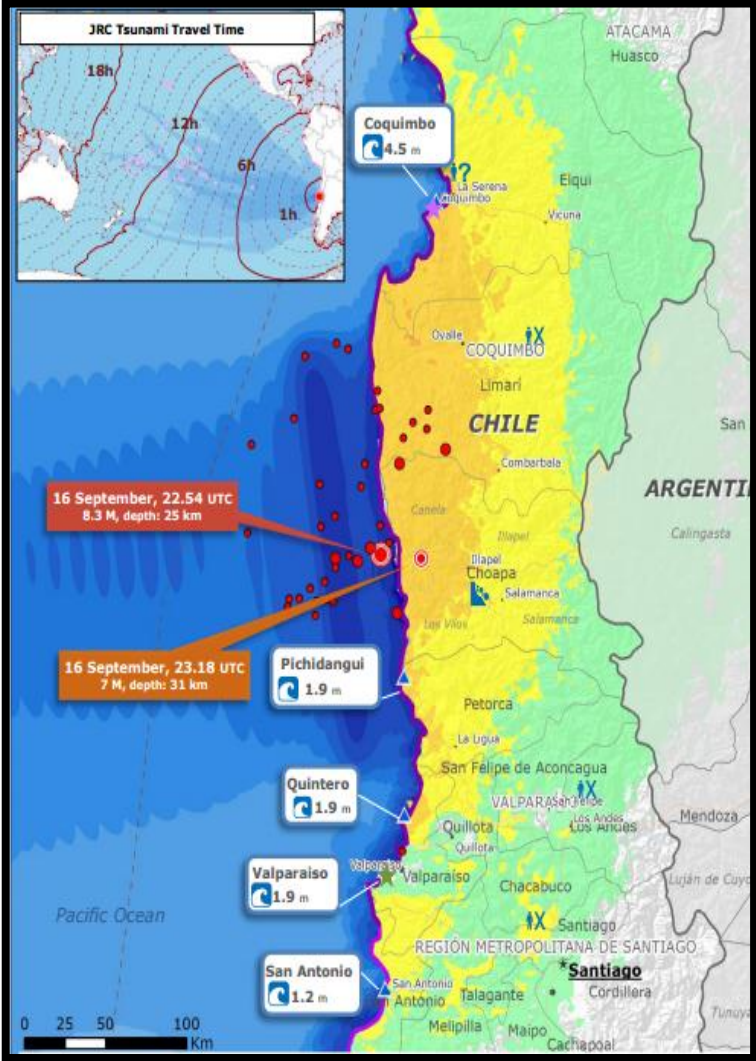 JRC Tsunami Travel Time
18h
12h
6h
1h
ATACAMA
Huasco
Coquimbo
4.5 m
?
La Serena
Coquimbo
Elqui
Vicuna
Ovalle
COQUIMBO
Limarí
CHILE
San
Combarbala
ARGENTI
16 September, 22.54 UTC
8.3 M, depth: 25 km
Canela
Illapel
Calingasta
Illapel
Choapa
Salamanca
Los Vilos
Salamanca
16 September, 23.18 UTC
7 M, depth: 31 km
Pichidangui
1.9 m
Petorca
La Ligua
San Felipe de Aconcagua
Quintero
1.9 m
VALPARAISO
San Felipe
Los Andes
Los Andes
Mendoza
Quillota
Quillota
Valparaiso
1.9 m
Valparaiso
Valparaiso
Chacabuco
Luján de Cuyo
Pacific Ocean
Santiago
REGIÓN METROPOLITANA DE SANTIAGO
San Antonio
1.2 m
San Antonio
Antonio
*Santiago
Talagante
Cordillera
Tunuya
Melipilla
Maipo
Cachapoal
0 25 50 100
Km